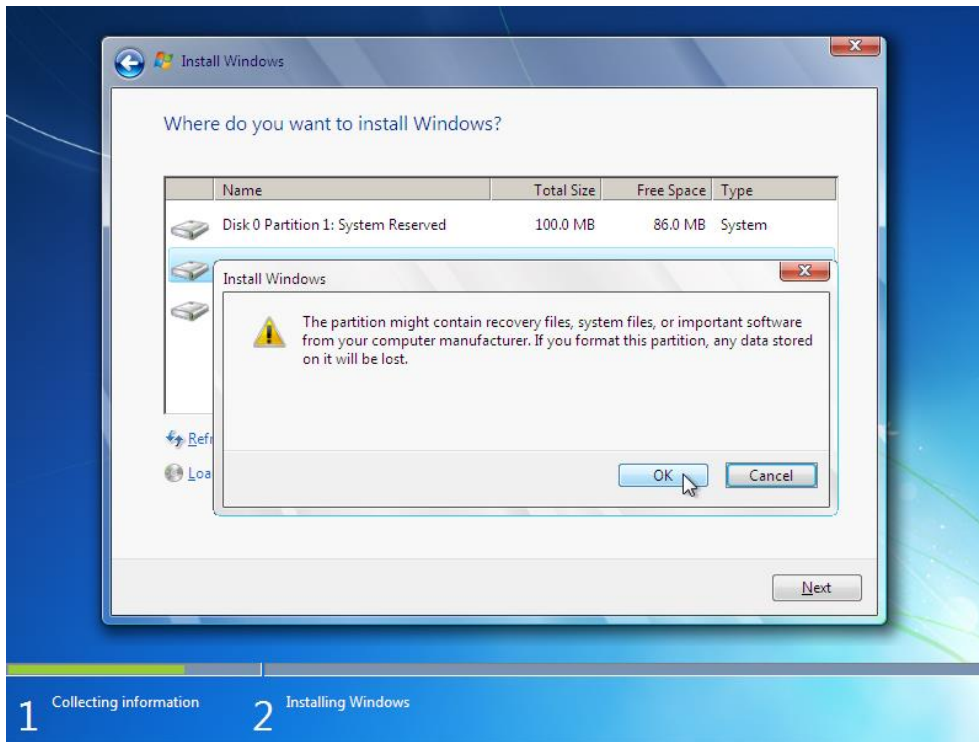 Install Windows
Where do you want to install Windows?
Name Total Size Free Space Type
Disk 0 Partition 1: System Reserved 100.0 MB 86.0 MB System
Install Windows
The partition might contain recovery files, system files, or important software
from your computer manufacturer. If you format this partition, any data stored
on it will be lost.
OK Cancel
Next
1 Collecting information 2 Installing Windows